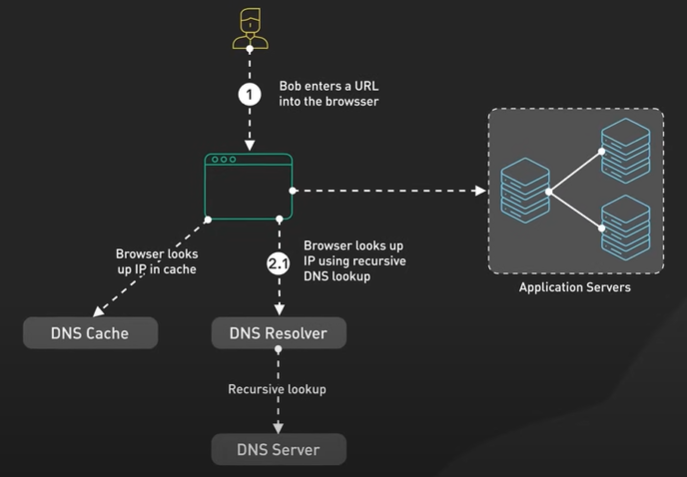 1
Bob enters a URL
into the browsser
Browser looks
up IP in cache
2.1
Browser looks up
IP using recursive
DNS lookup
Application Servers
DNS Cache
DNS Resolver
Recursive lookup
DNS Server